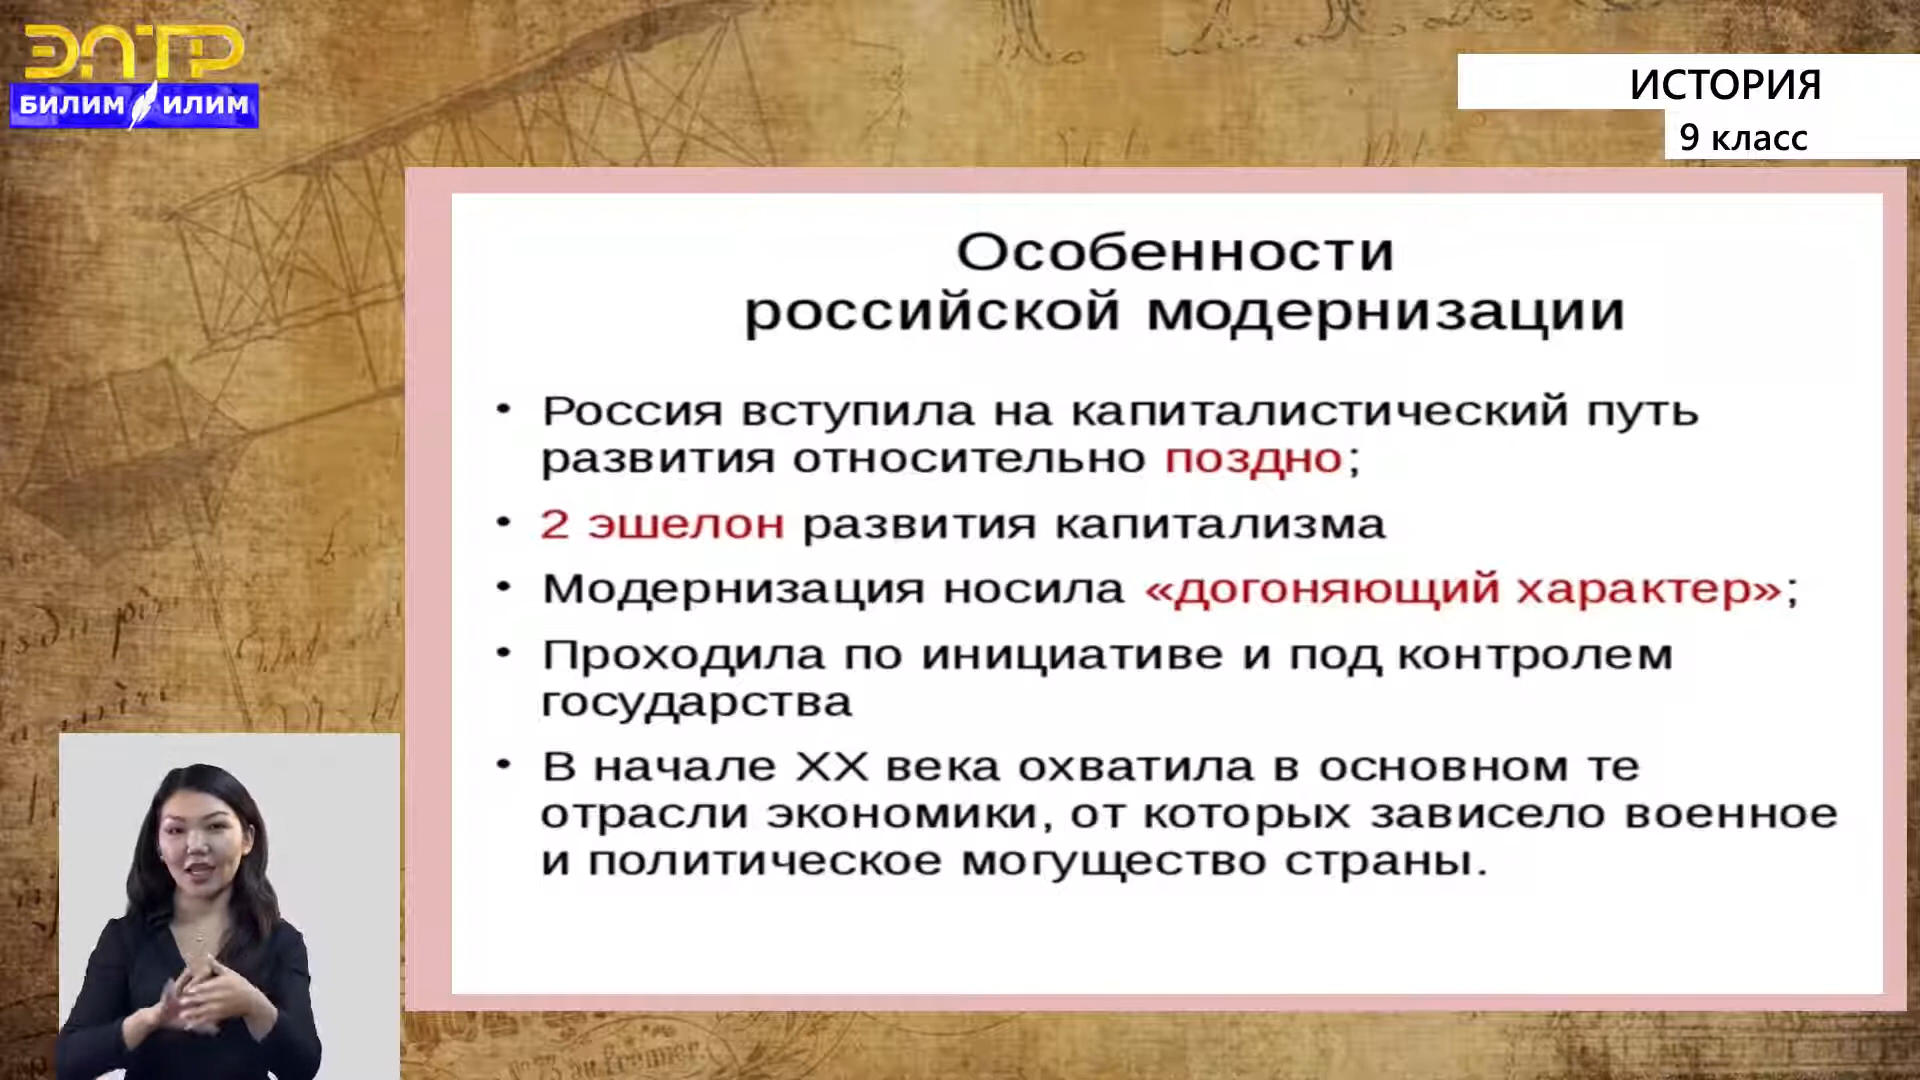 ЭЛТР
БИЛИМ ИЛИМ
ИСТОРИЯ
9 класс
Особенности
российской модернизации
• Россия вступила на капиталистический путь
развития относительно поздно;
• 2 эшелон развития капитализма
• Модернизация носила «догоняющий характер»;
• Проходила по инициативе и под контролем
государства
• В начале XX века охватила в основном те
отрасли экономики, от которых зависело военное
и политическое могущество страны.